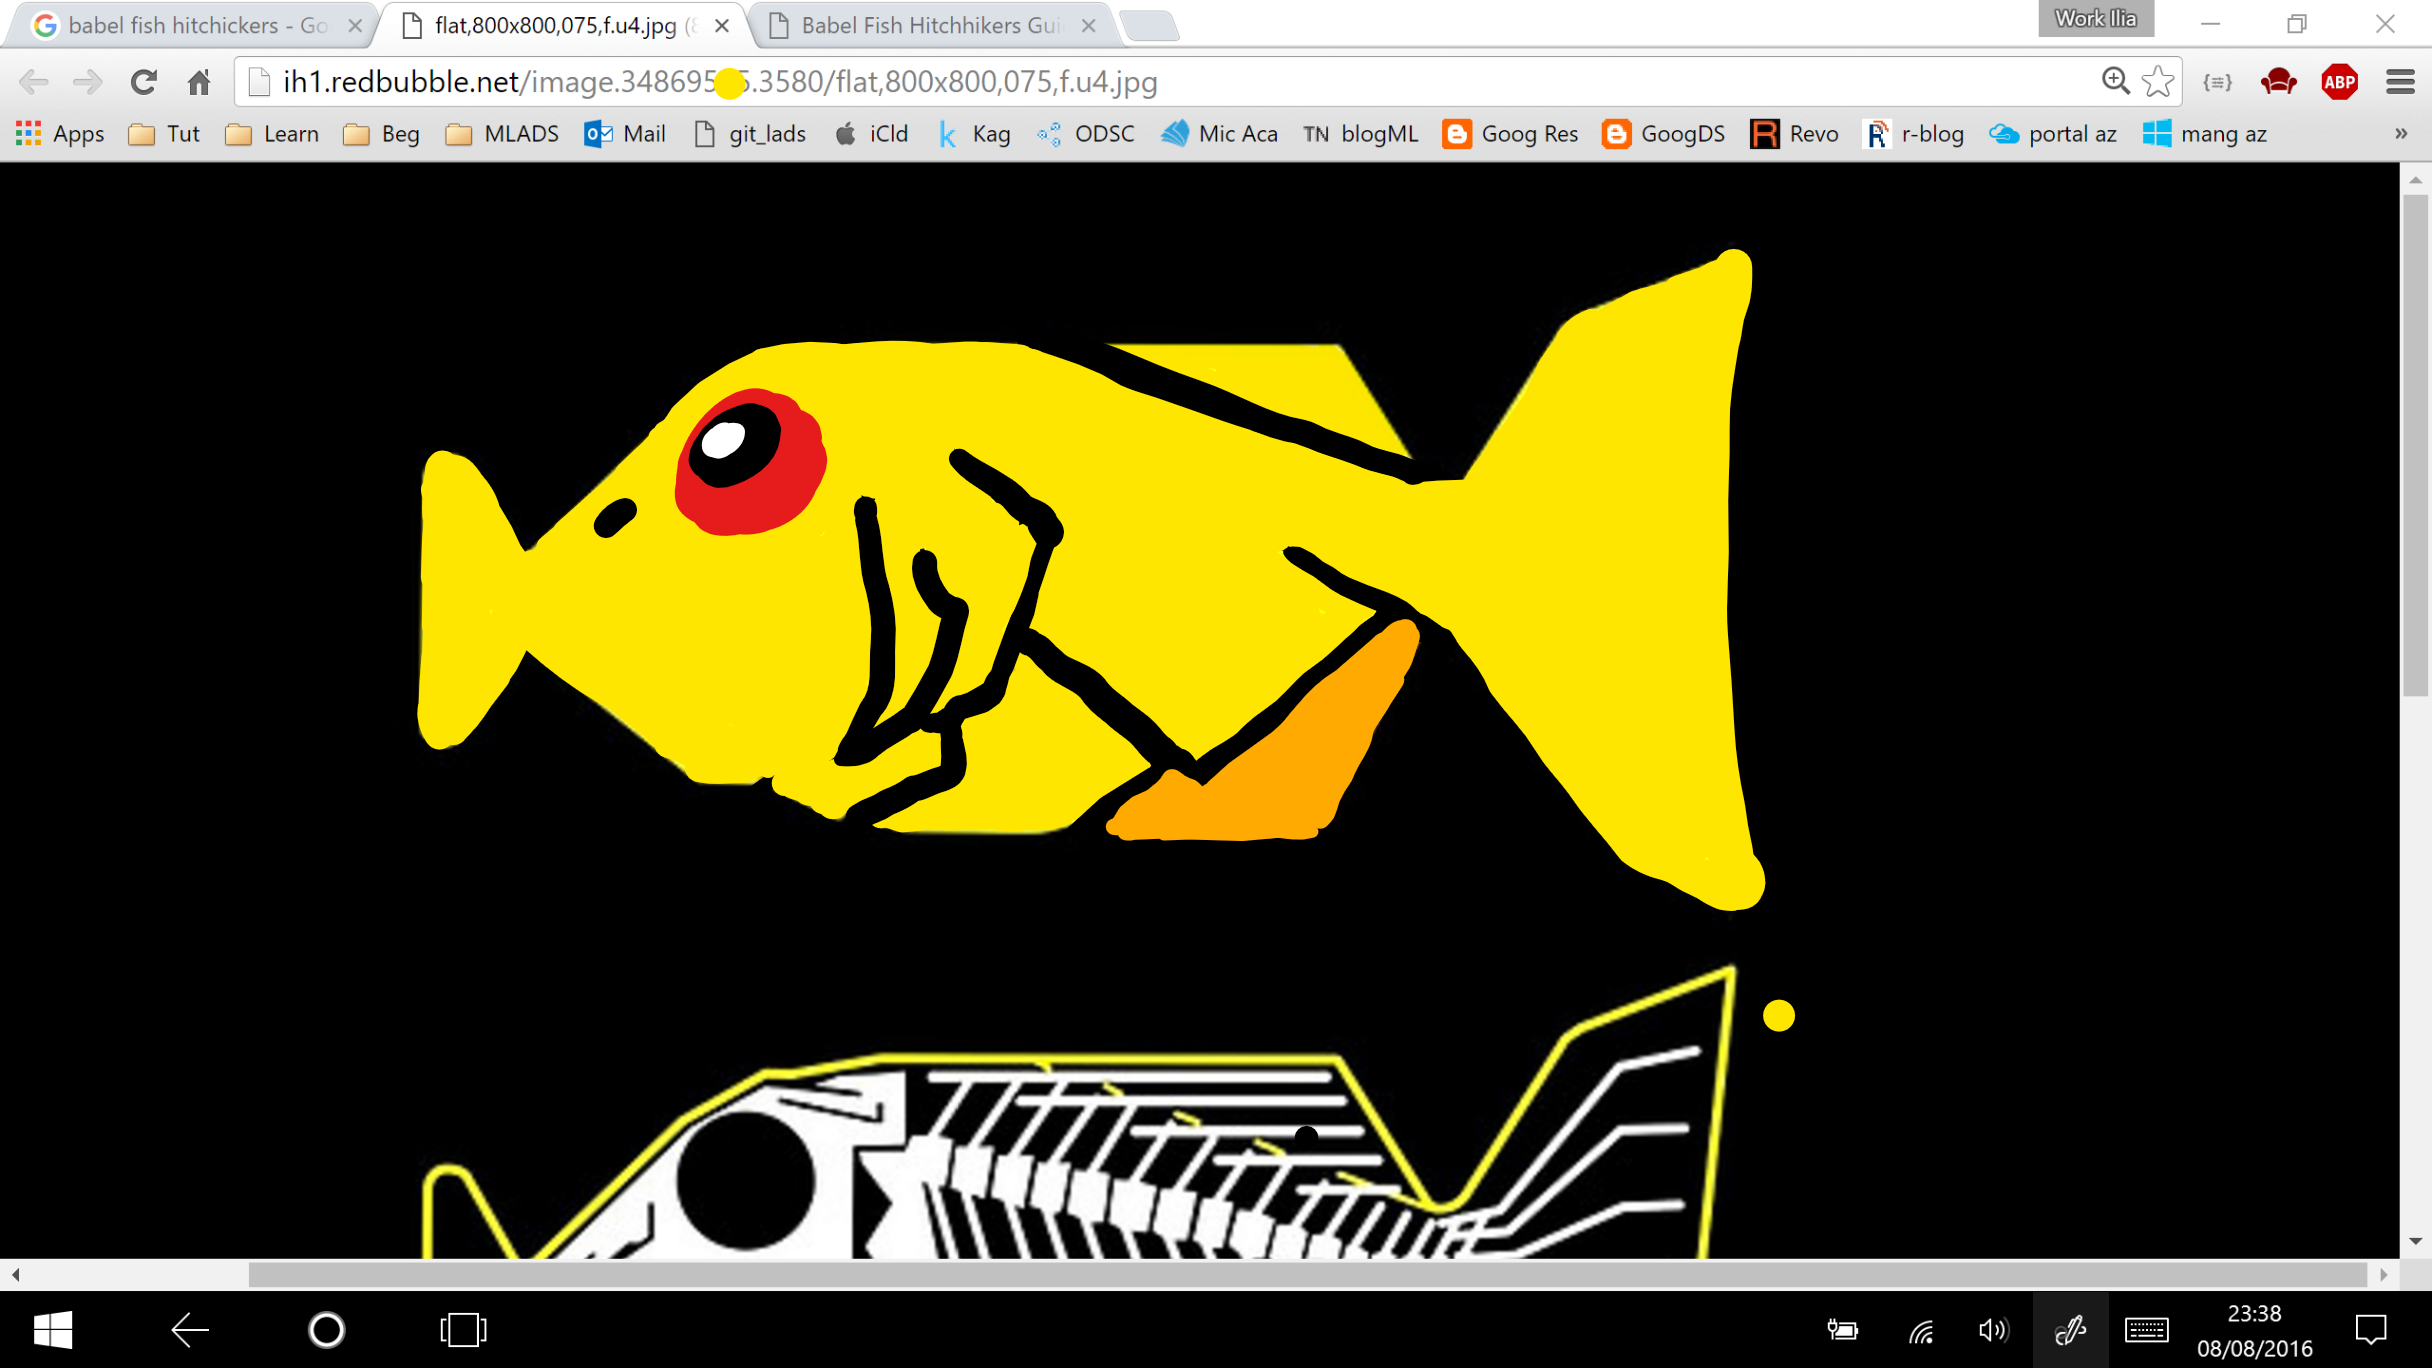 babel fish hitchickers - Go
flat,800x800,075,f.u4.jpg (8
Babel Fish Hitchhikers Gui
Work Ilia
ih1.redbubble.net/image.348695 5.3580/flat,800x800,075,f.u4.jpg
ABP
Apps Tut Learn Beg MLADS Mail git_lads iCld Kag ODSC Mic Aca TN blogML Goog Res GoogDS Revo r-blog portal az mang az »
23:38
08/08/2016